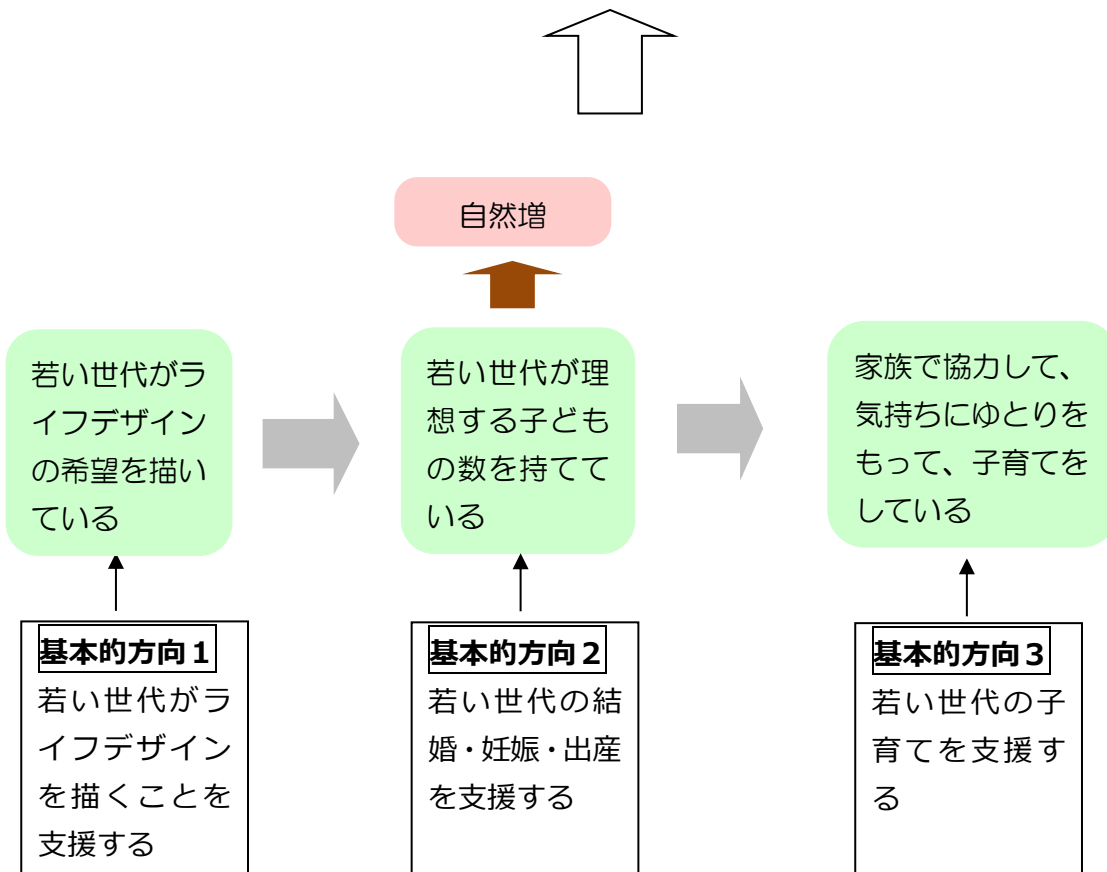 自然増
若い世代がラ
イフデザイン
の希望を描い
ている
若い世代が理
想する子ども
の数を持てて
いる
家族で協力して、
気持ちにゆとりを
もって、子育てを
している
基本的方向１
若い世代がラ
イフデザイン
を描くことを
支援する
基本的方向２
若い世代の結
婚・妊娠・出産
を支援する
基本的方向３
若い世代の子
育てを支援す
る